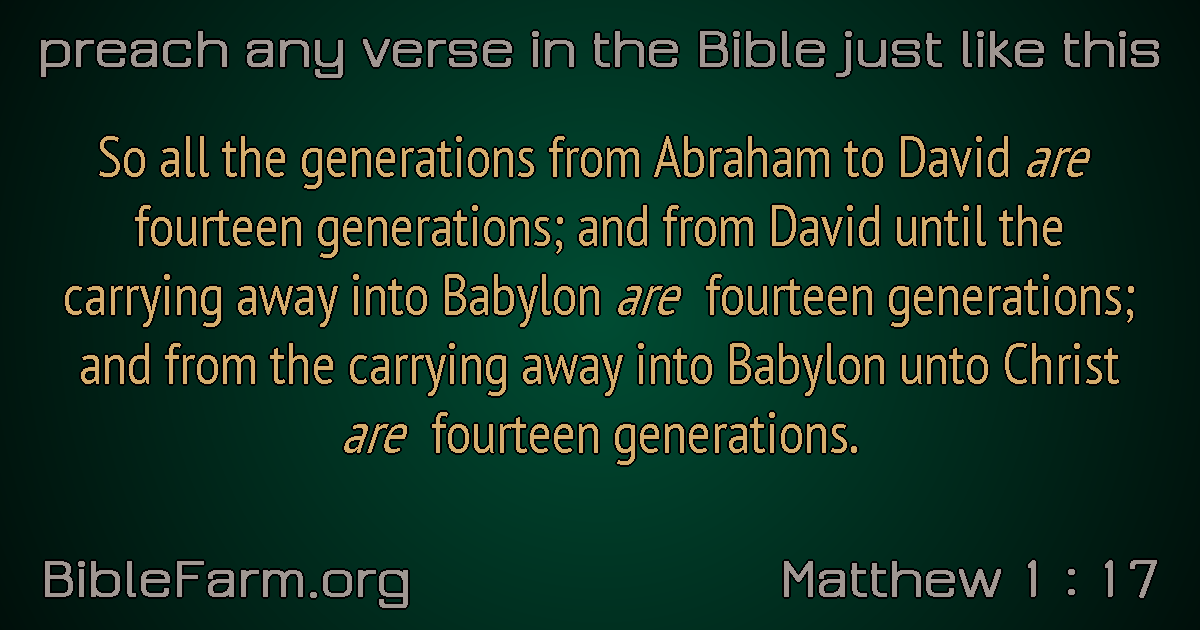 preach any verse in the Bible just like this
So all the generations from Abraham to David are
fourteen generations; and from David until the
carrying away into Babylon are fourteen generations;
and from the carrying away into Babylon unto Christ
are fourteen generations.
BibleFarm.org
Matthew 1 : 17